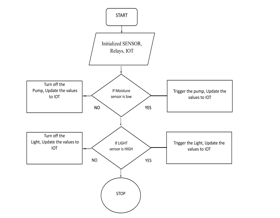 START
Initialized SENSOR,
Relays, IOT
Turn off the
Pump, Update the values
to IOT
If Moisture
sensor is low
Trigger the pump, Update
the values to IOT
NO
YES
Turn off the
Light, Update the values to
IOT
If LIGHT
sensor is HIGH
Trigger the Light, Update the
values to IOT
NO
YES
STOP